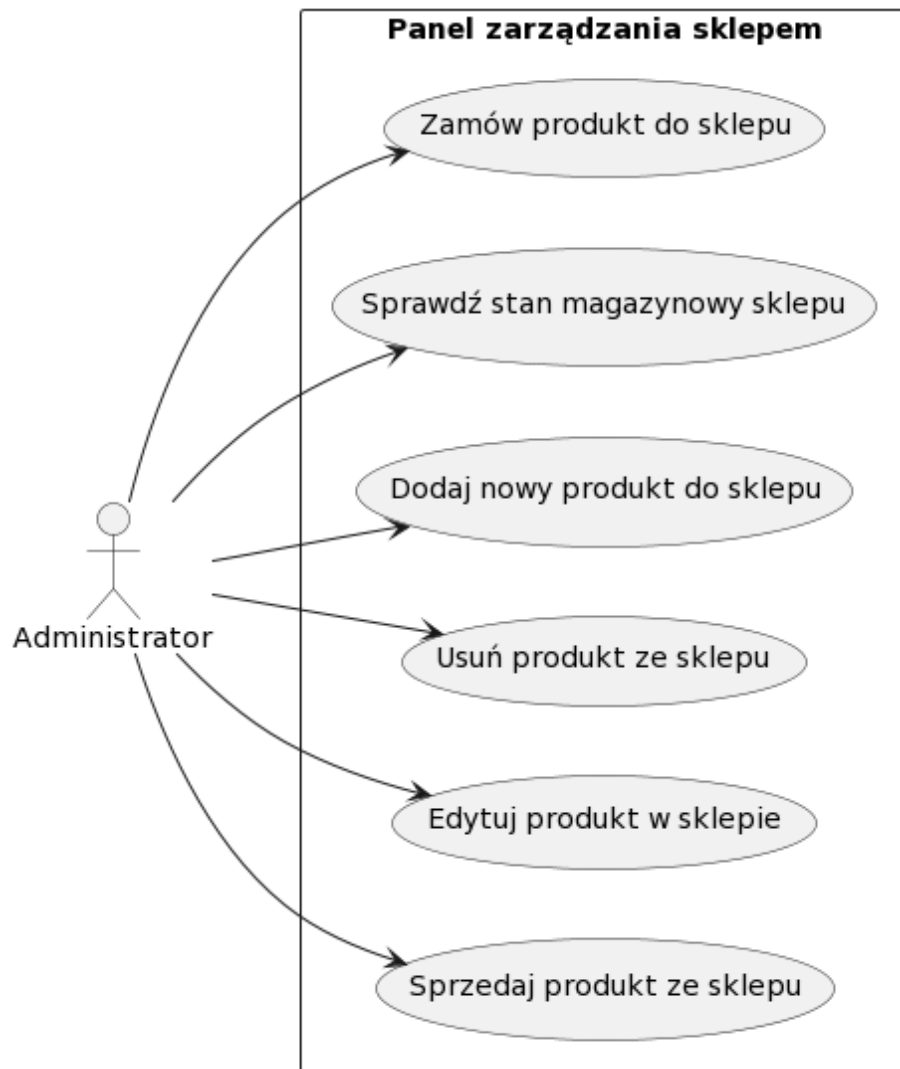 Panel zarządzania sklepem
Zamów produkt do sklepu
Sprawdź stan magazynowy sklepu
Dodaj nowy produkt do sklepu
Administrator
Usuń produkt ze sklepu
Edytuj produkt w sklepie
Sprzedaj produkt ze sklepu